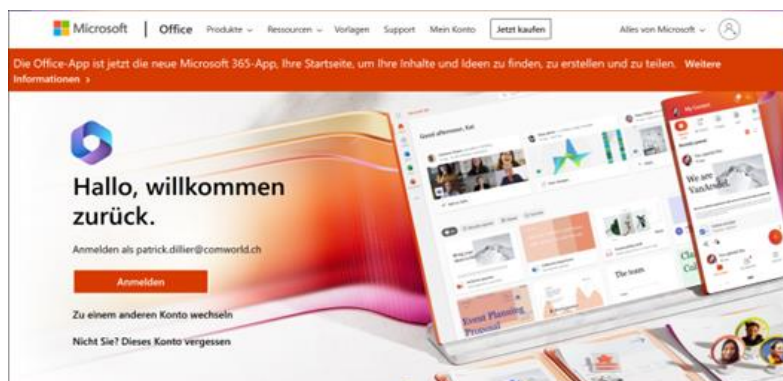 Microsoft | Office Produkte Ressourcen Vorlagen Support Mein Konto Jetzt kaufen Alles von Microsoft
Die Office-App ist jetzt die neue Microsoft 365-App, Ihre Startseite, um Ihre Inhalte und Ideen zu finden, zu erstellen und zu teilen. Weitere
Informationen >
Hallo, willkommen
zurück.
Anmelden als patrick.dillier@comworld.ch
Anmelden
Zu einem anderen Konto wechseln
Nicht Sie? Dieses Konto vergessen
Good afternoon, Kat
We are
VanArsdel.
The team
Event Planning
Proposal